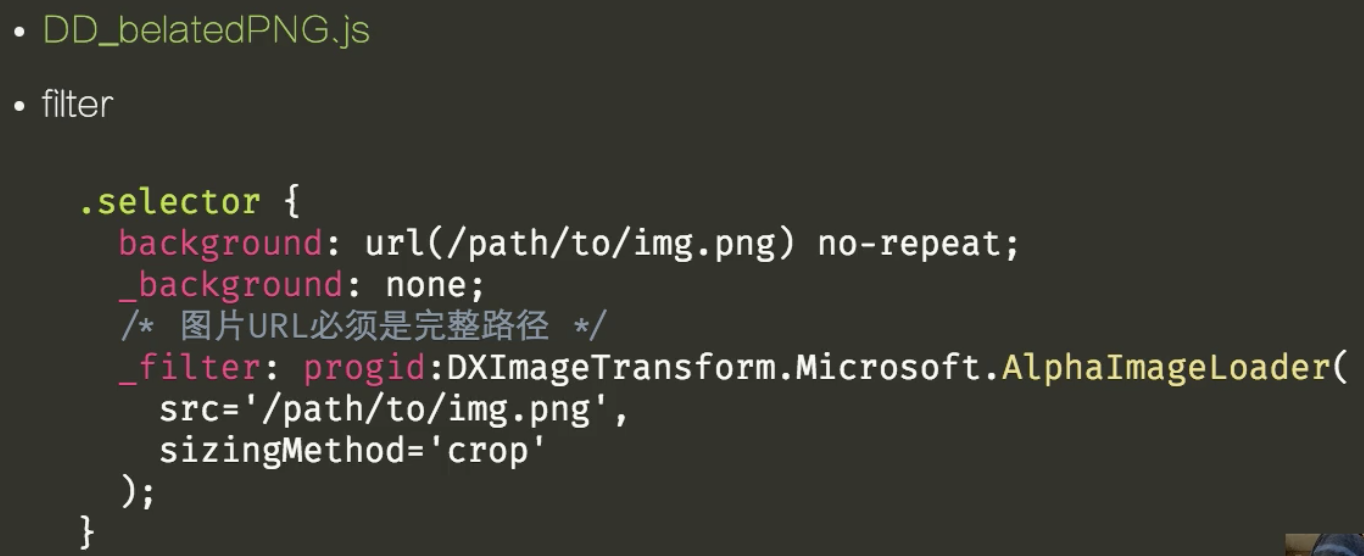 • DD_belatedPNG.js
• filter
.selector {
background: url(/path/to/img.png) no-repeat;
_background: none;
/* 图片URL必须是完整路径 */
_filter: progid:DXImageTransform.Microsoft.AlphaImageLoader(
src='/path/to/img.png',
sizingMethod='crop'
);
}